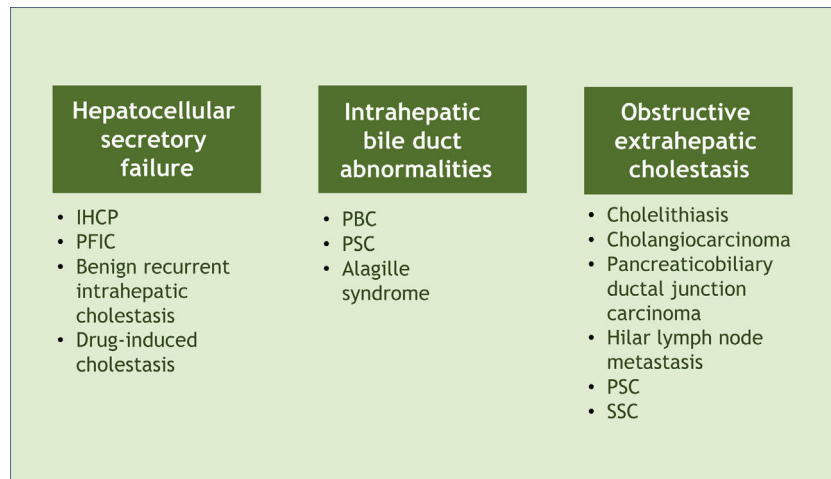 Hepatocellular
secretory
failure
• IHCP
• PFIC
• Benign recurrent
intrahepatic
cholestasis
• Drug-induced
cholestasis
Intrahepatic
bile duct
abnormalities
• PBC
• PSC
• Alagille
syndrome
Obstructive
extrahepatic
cholestasis
• Cholelithiasis
• Cholangiocarcinoma
• Pancreaticobiliary
ductal junction
carcinoma
• Hilar lymph node
metastasis
• PSC
• SSC